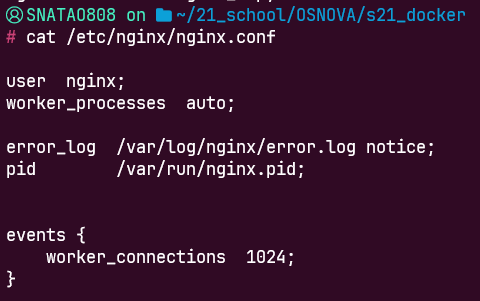 SNATAO808 on ~/21_school/OSNOVA/s21_docker
# cat /etc/nginx/nginx.conf
user  nginx;
worker_processes  auto;
error_log  /var/log/nginx/error.log notice;
pid        /var/run/nginx.pid;
events {
    worker_connections  1024;
}